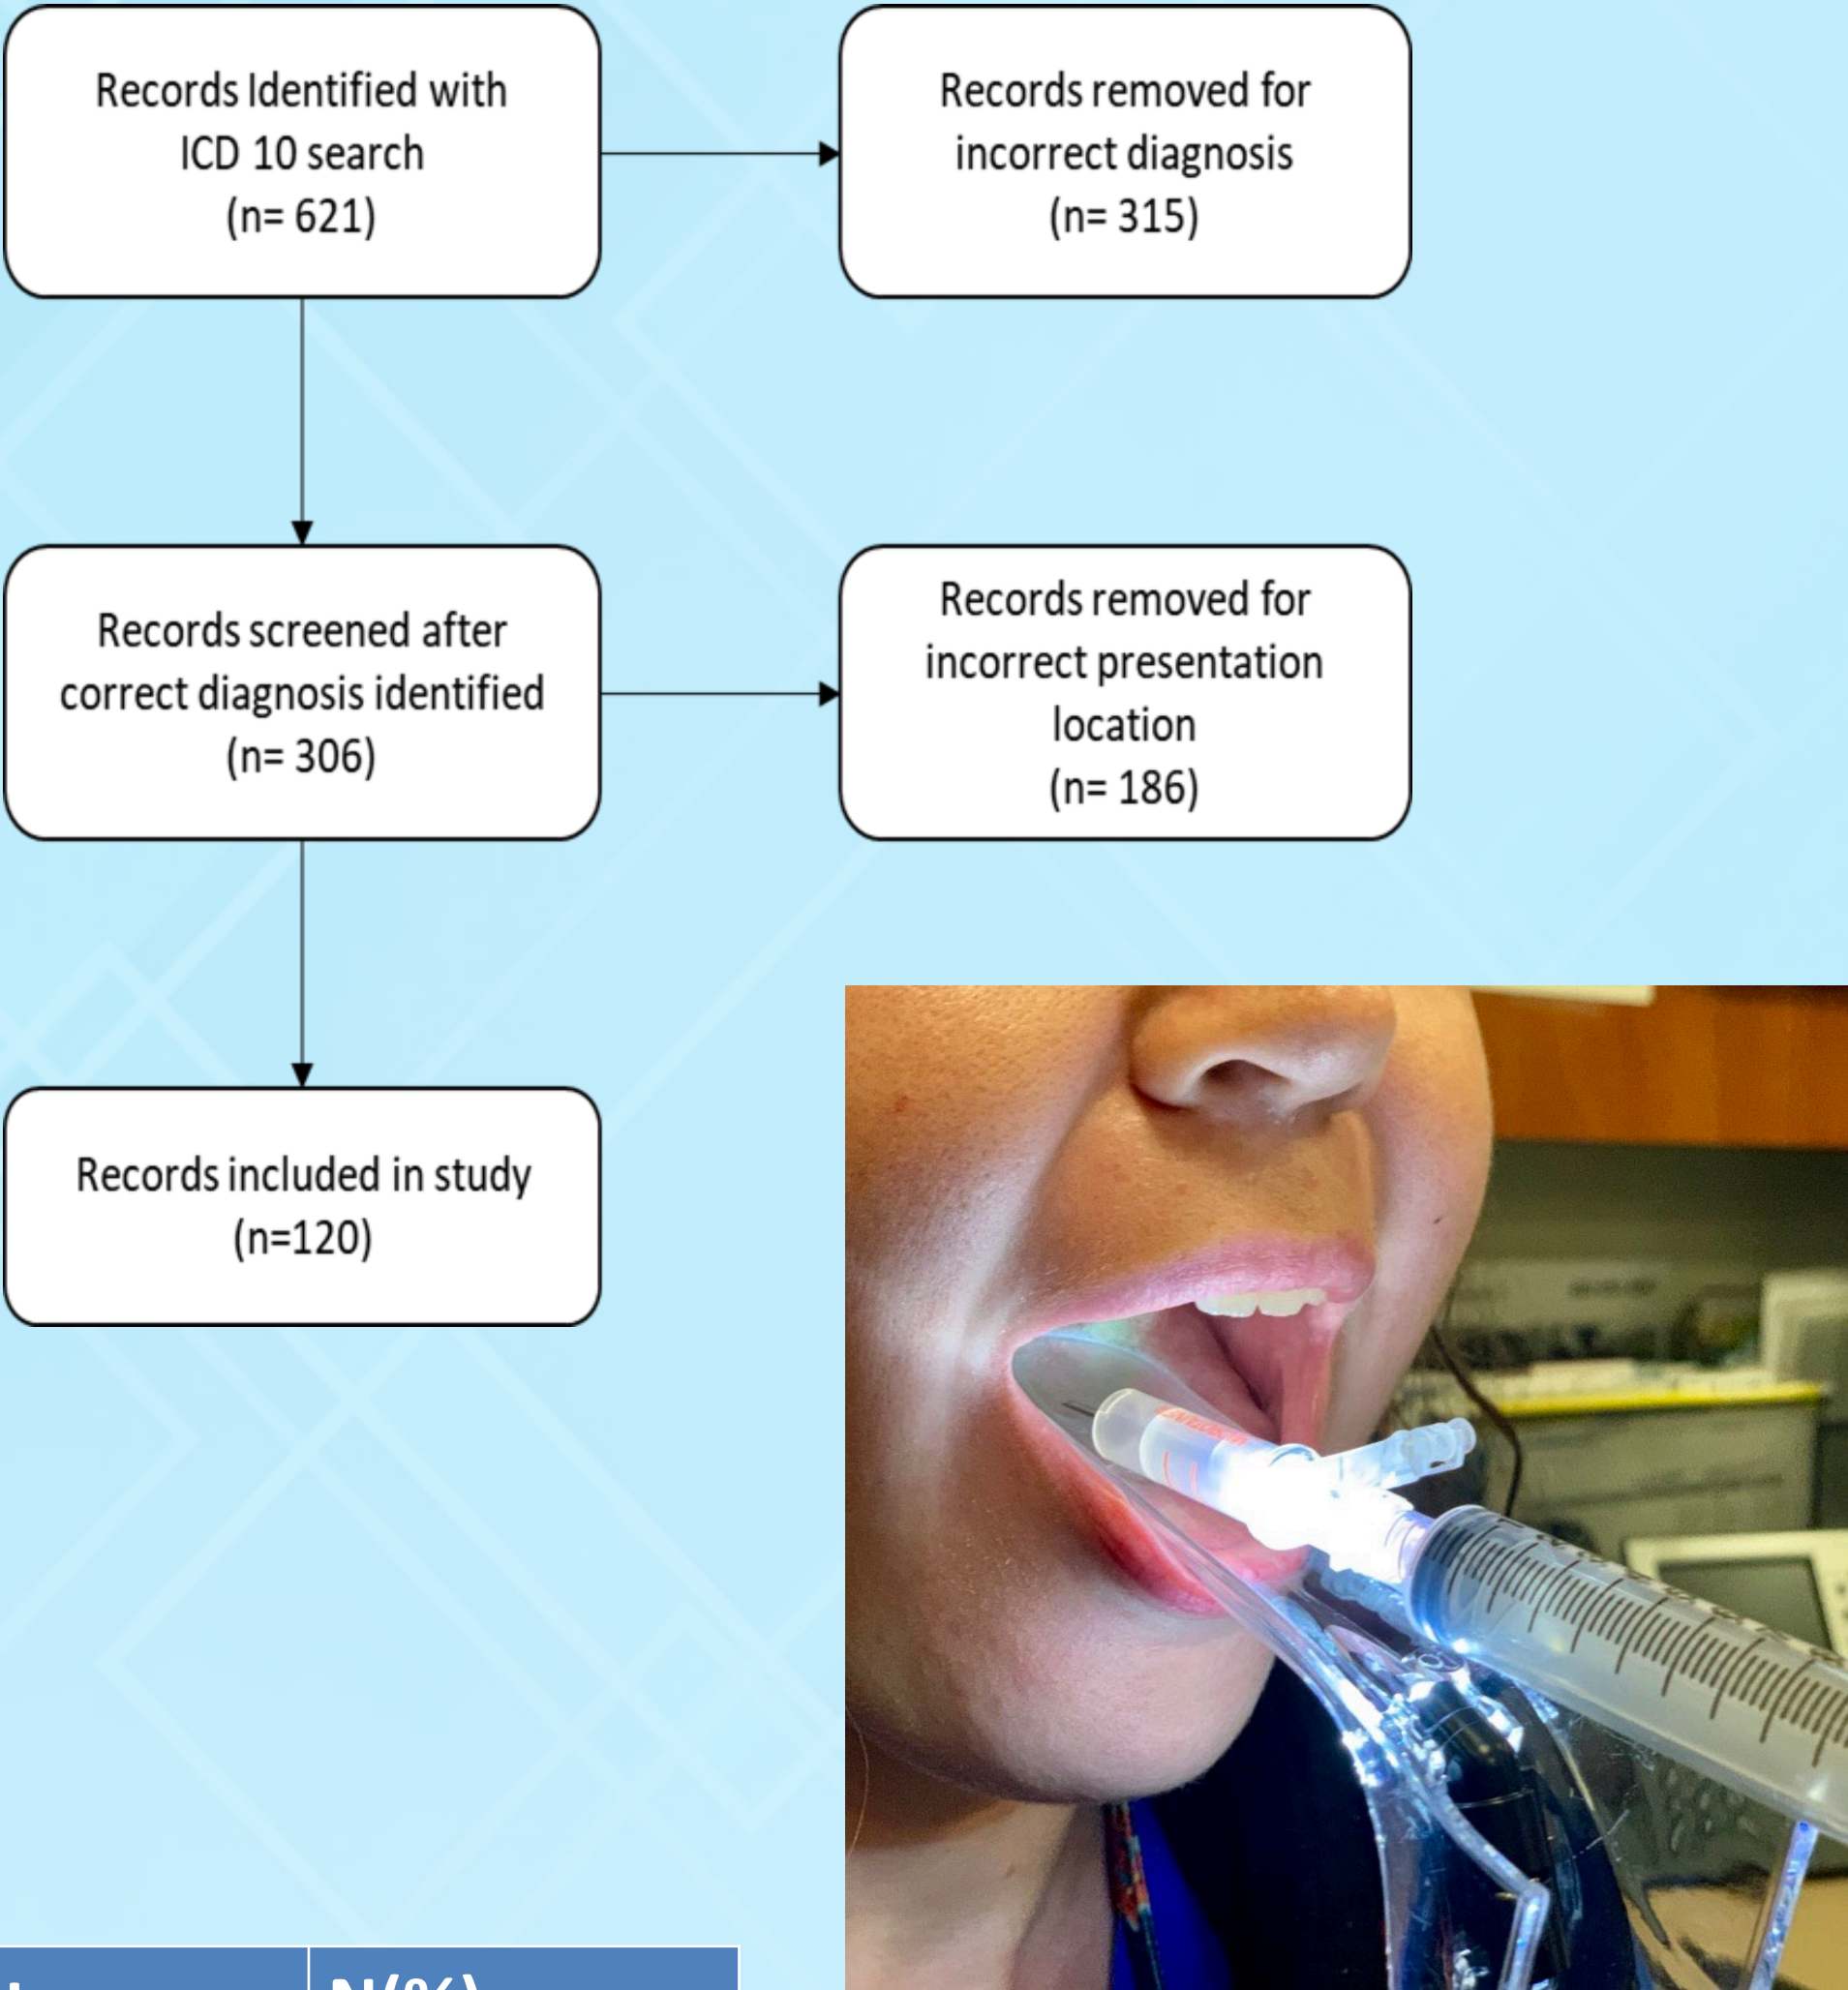 Records Identified with
ICD 10 search
(n= 621)
Records removed for
incorrect diagnosis
(n= 315)
Records screened after
correct diagnosis identified
(n= 306)
Records removed for
incorrect presentation
location
(n= 186)
Records included in study
(n=120)
N(%)